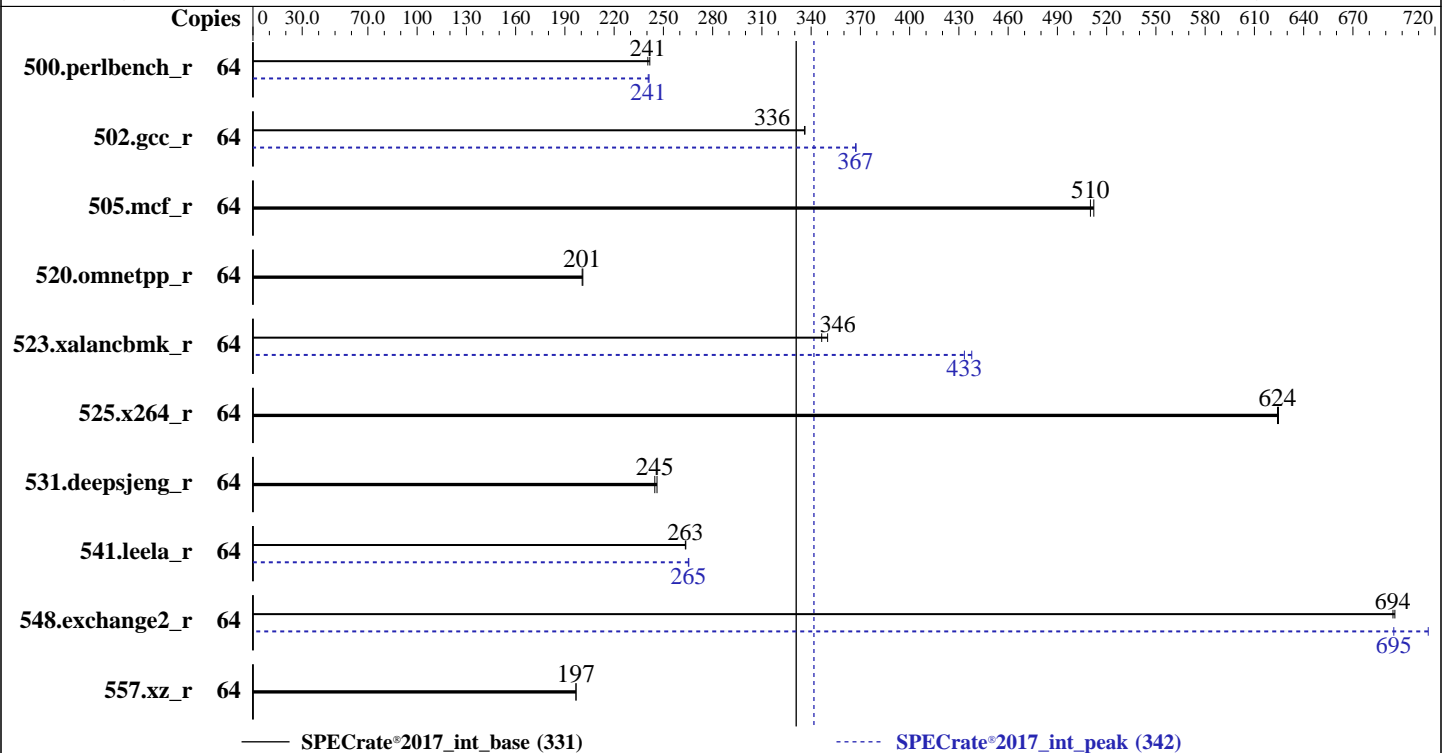 Copies 0 30.0 70.0 100 130 160 190 220 250 280 310 340 370 400 430 460 490 520 550 580 610 640 670 720
241
500.perlbench_r 64
241
336
502.gcc_r 64
367
510
505.mcf_r 64
201
520.omnetpp_r 64
346
523.xalancbmk_r 64
433
624
525.x264_r 64
245
531.deepsjeng_r 64
263
541.leela_r 64
265
694
548.exchange2_r 64
695
197
557.xz_r 64
SPECrate®2017_int_base (331) SPECrate®2017_int_peak (342)